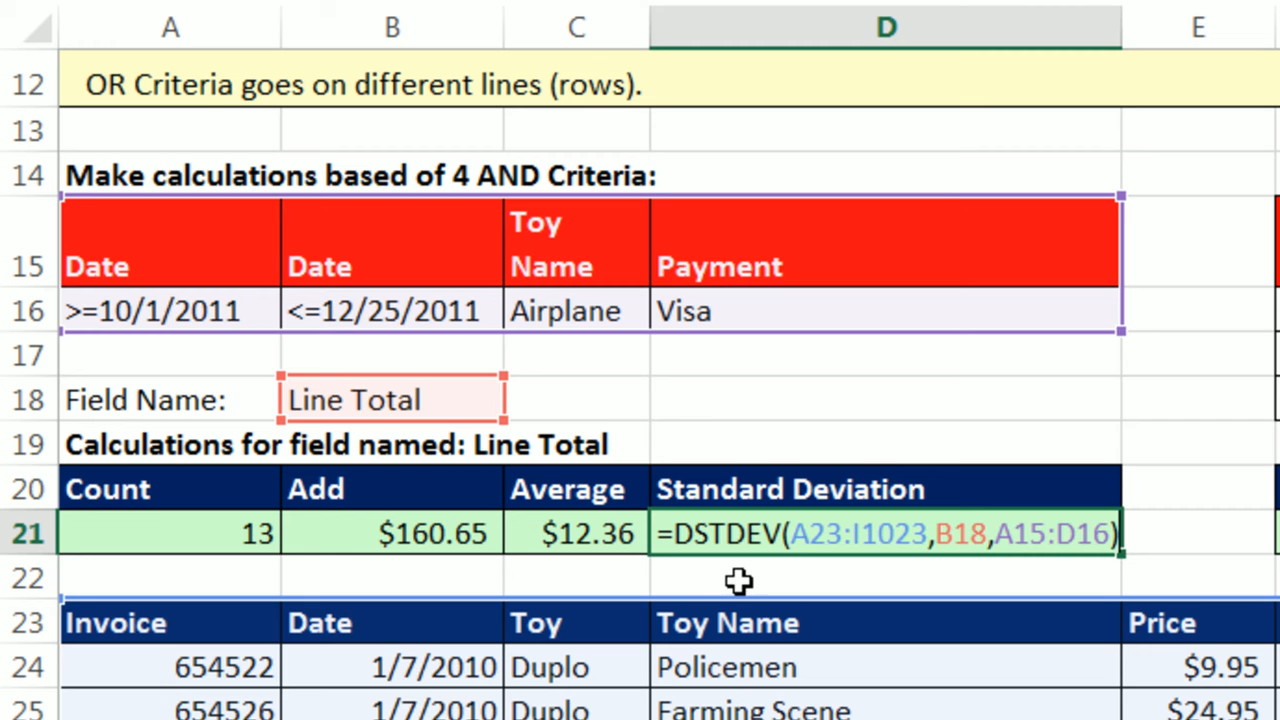 A B C D E
12 OR Criteria goes on different lines (rows).
13
14 Make calculations based of 4 AND Criteria:
Toy
15 Date Date Name Payment
16 >=10/1/2011 <=12/25/2011 Airplane Visa
17
18 Field Name: Line Total
19 Calculations for field named: Line Total
20 Count Add Average Standard Deviation
21 13 $160.65 $12.36 =DSTDEV(A23:I1023,B18,A15:D16)
22
23 Invoice Date Toy Toy Name Price
24 654522 1/7/2010 Duplo Policemen $9.95
25 654526 1/7/2010 Duplo Farming Scene $24.95